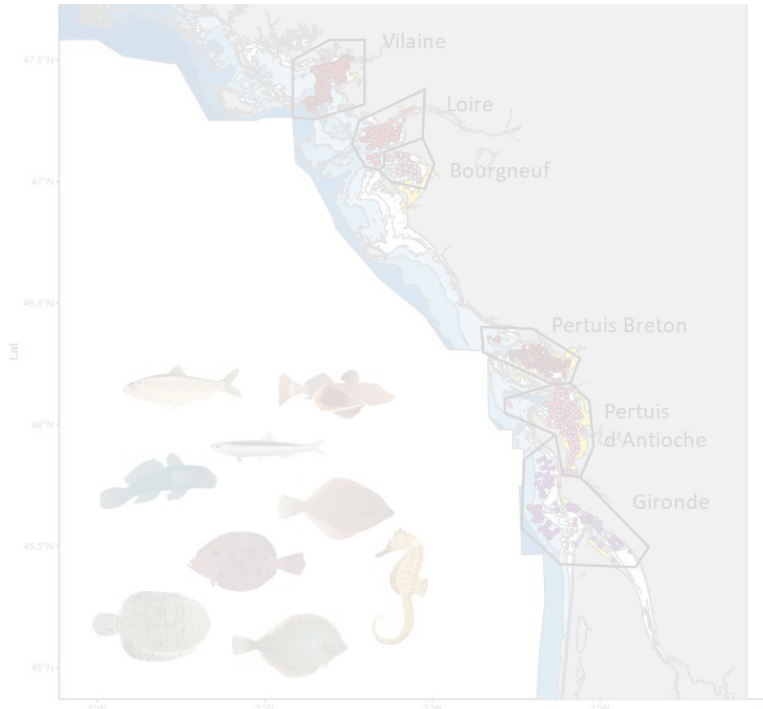 Vilaine
47.5°N
Loire
Bourgneuf
47°N
46.5°N
Pertuis Breton
Lat
46°N
Pertuis
d'Antioche
Gironde
45.5°N
45°N